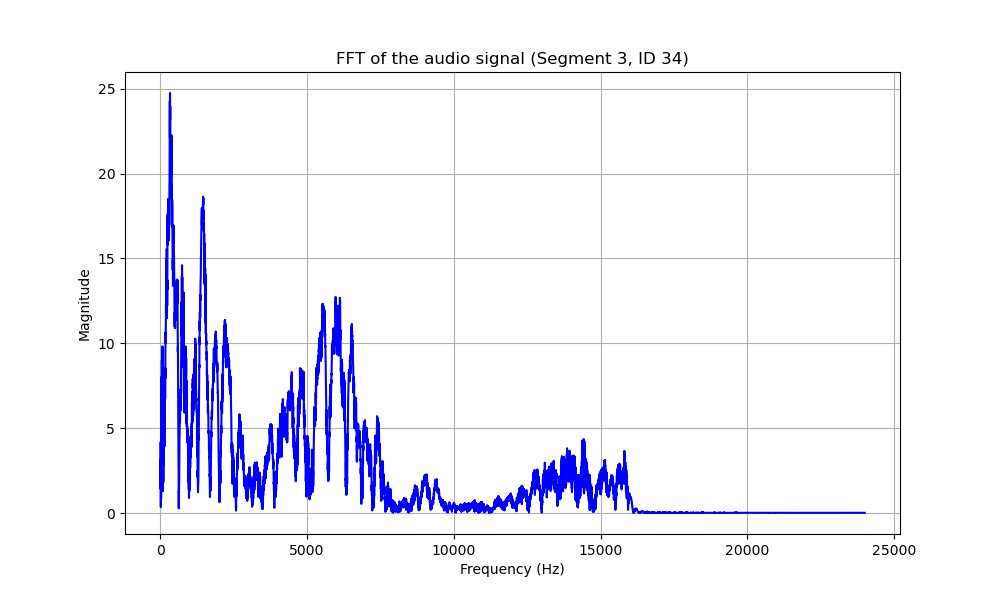 FFT of the audio signal (Segment 3, ID 34)
25
20
15
10
5
0
Magnitude
0 5000 10000 15000 20000 25000
Frequency (Hz)